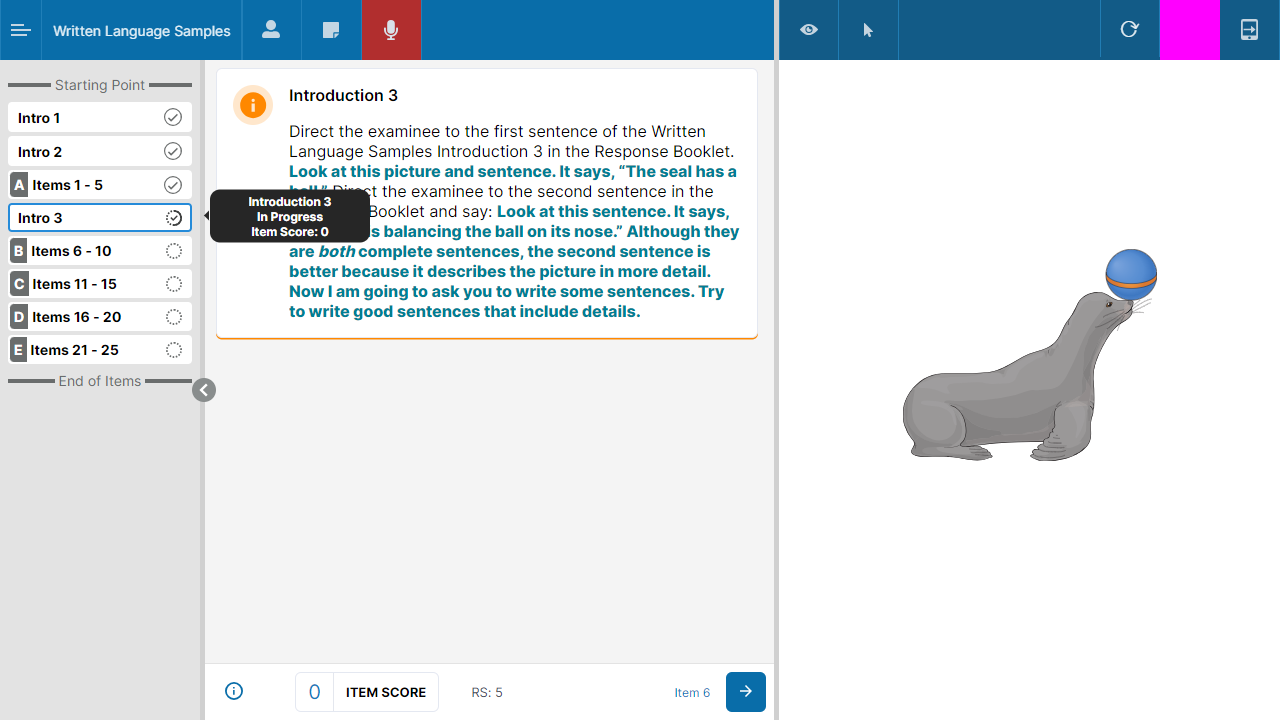 Written Language Samples
Starting Point
Intro 1
Intro 2
A Items 1 - 5
Intro 3
B Items 6 - 10
C Items 11 - 15
D Items 16 - 20
E Items 21 - 25
End of Items
Introduction 3
Direct the examinee to the first sentence of the Written
Language Samples Introduction 3 in the Response Booklet.
Look at this picture and sentence. It says, “The seal has a
Direct the examinee to the second sentence in the
Booklet and say: Look at this sentence. It says,
is balancing the ball on its nose.” Although they
are both complete sentences, the second sentence is
better because it describes the picture in more detail.
Now I am going to ask you to write some sentences. Try
to write good sentences that include details.
Introduction 3
In Progress
Item Score: 0
0 ITEM SCORE
RS: 5
Item 6